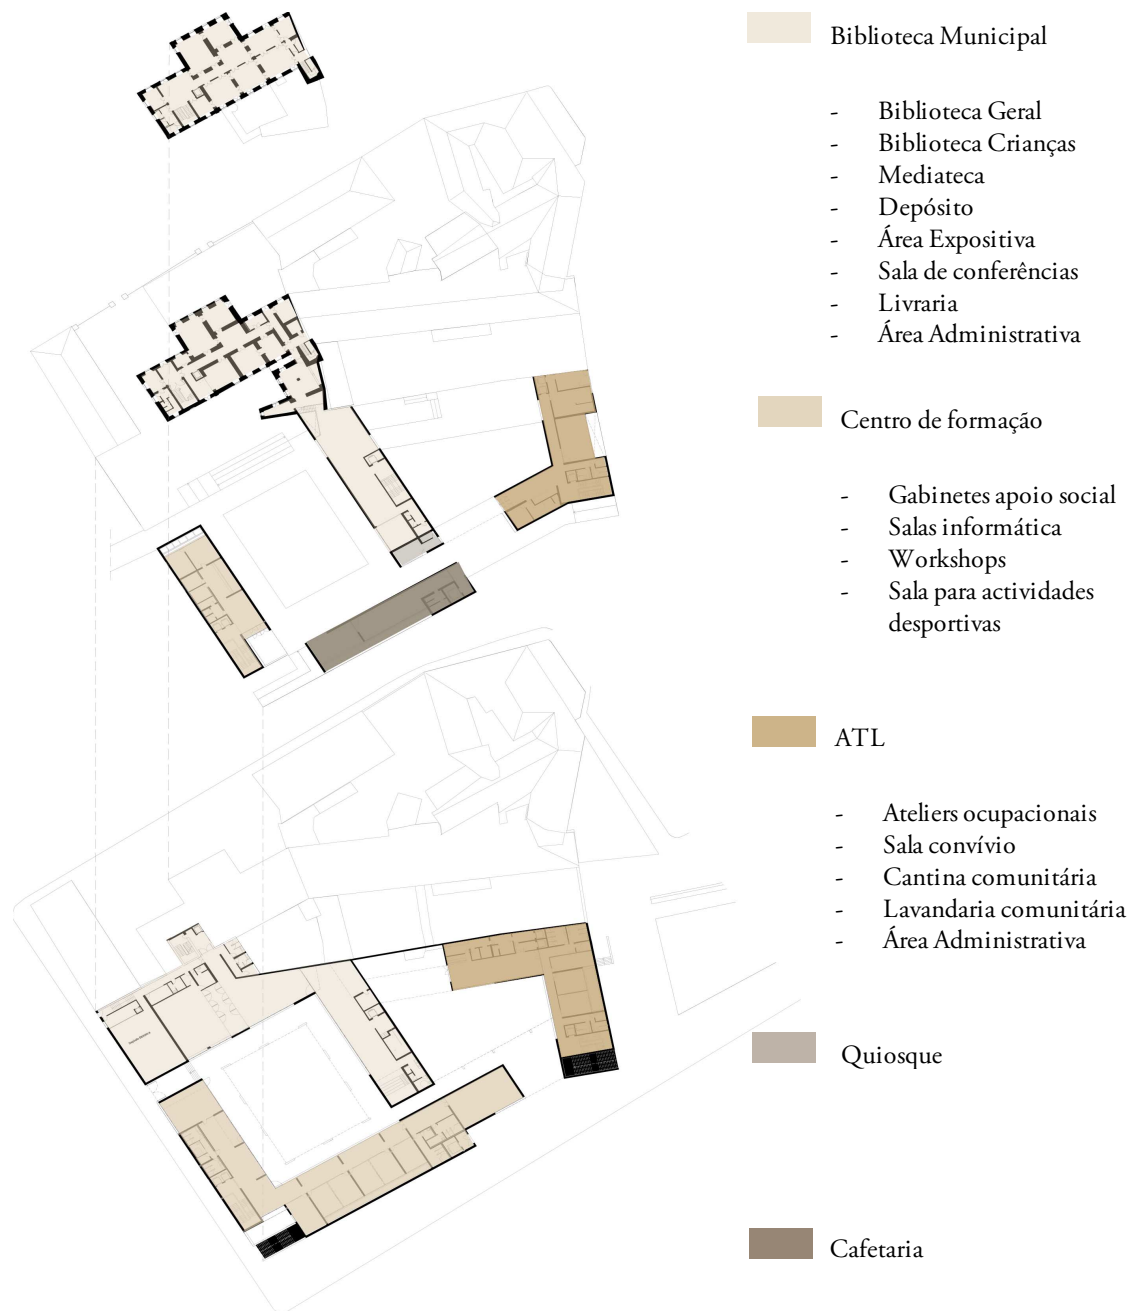 Biblioteca Municipal
- Biblioteca Geral
- Biblioteca Crianças
- Mediateca
- Depósito
- Área Expositiva
- Sala de conferências
- Livraria
- Área Administrativa
Centro de formação
- Gabinetes apoio social
- Salas informática
- Workshops
- Sala para actividades
desportivas
ATL
- Ateliers ocupacionais
- Sala convívio
- Cantina comunitária
- Lavandaria comunitária
- Área Administrativa
Quiosque
Cafetaria